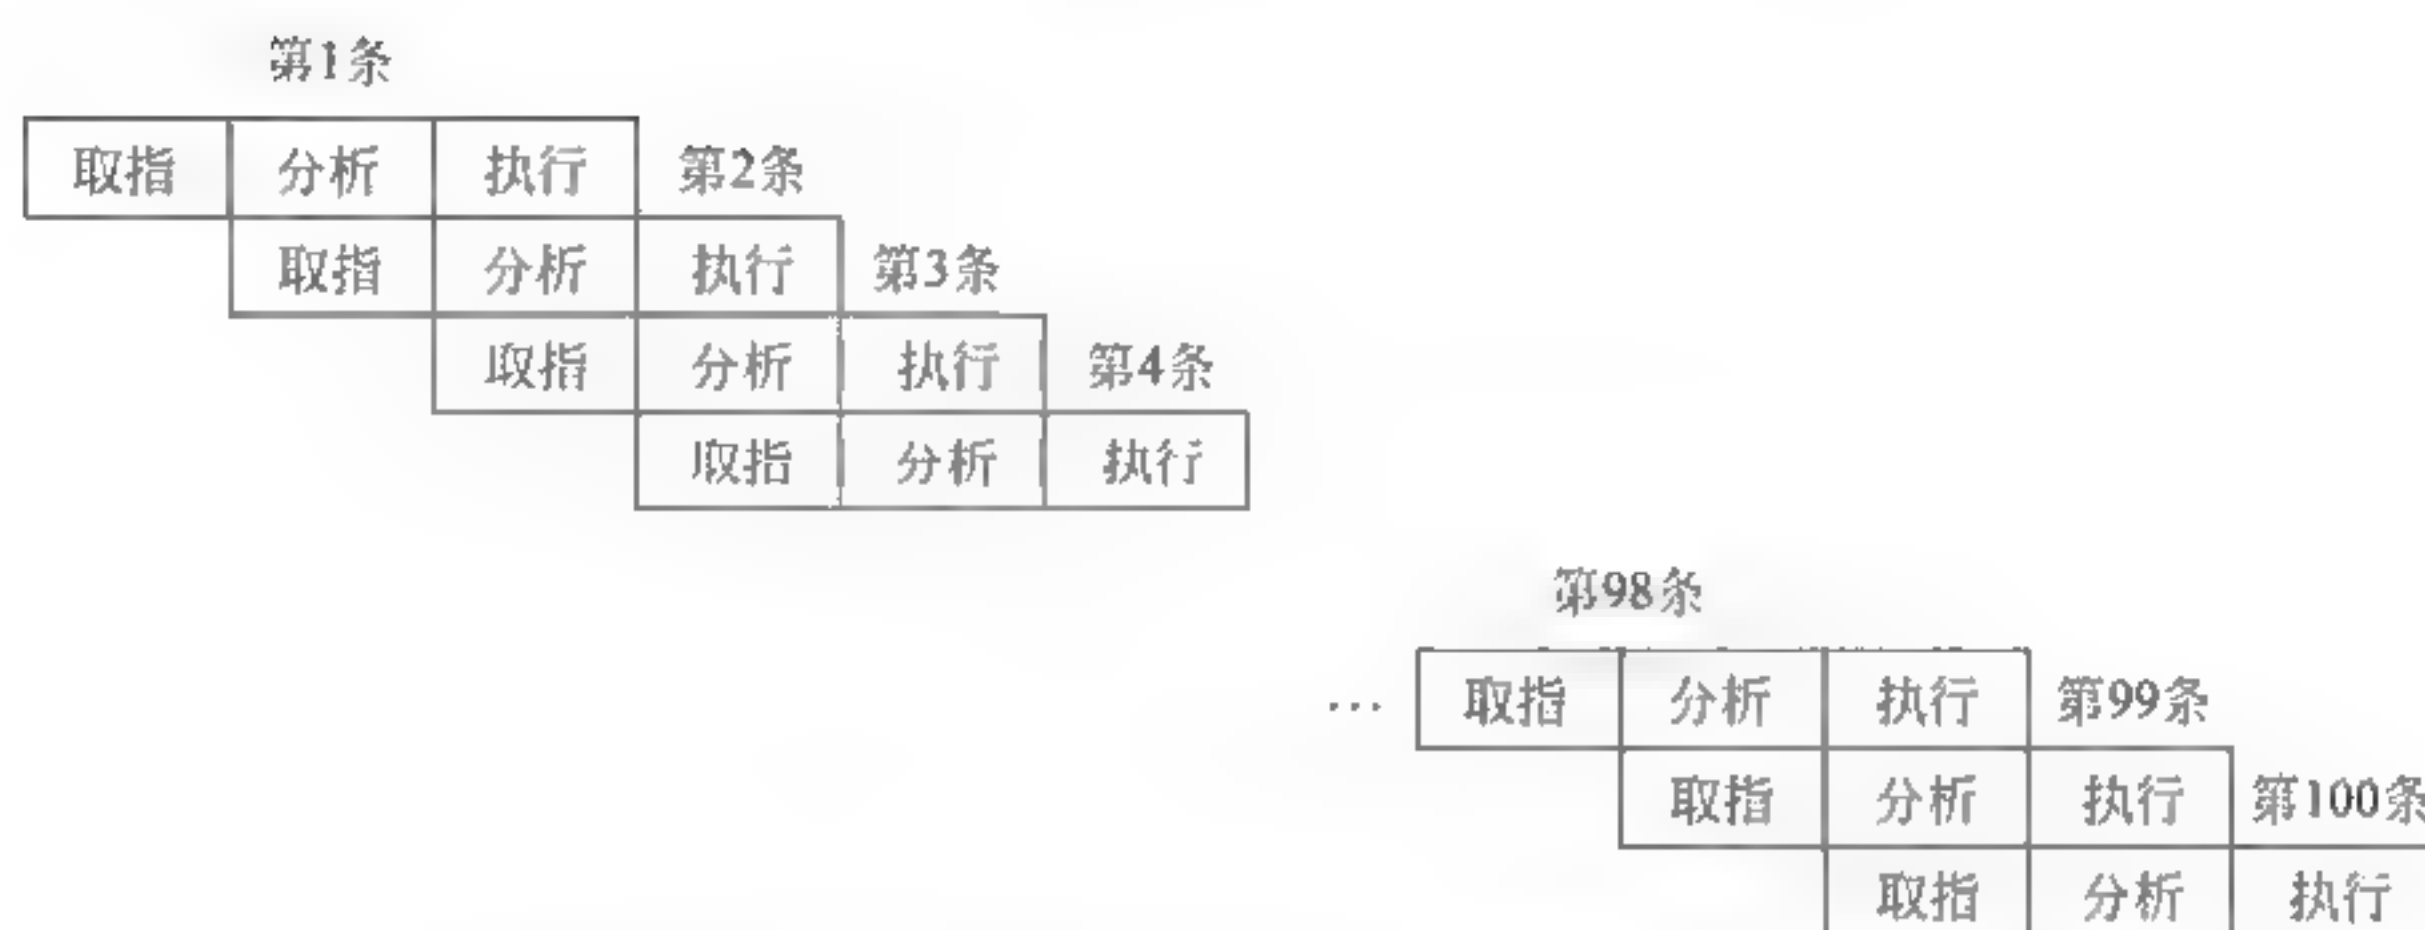 第1条
取指 分析 执行 第2条
取指 分析 执行 第3条
取指 分析 执行 第4条
取指 分析 执行
第98条
… 取指 分析 执行 第99条
取指 分析 执行 第100条
取指 分析 执行